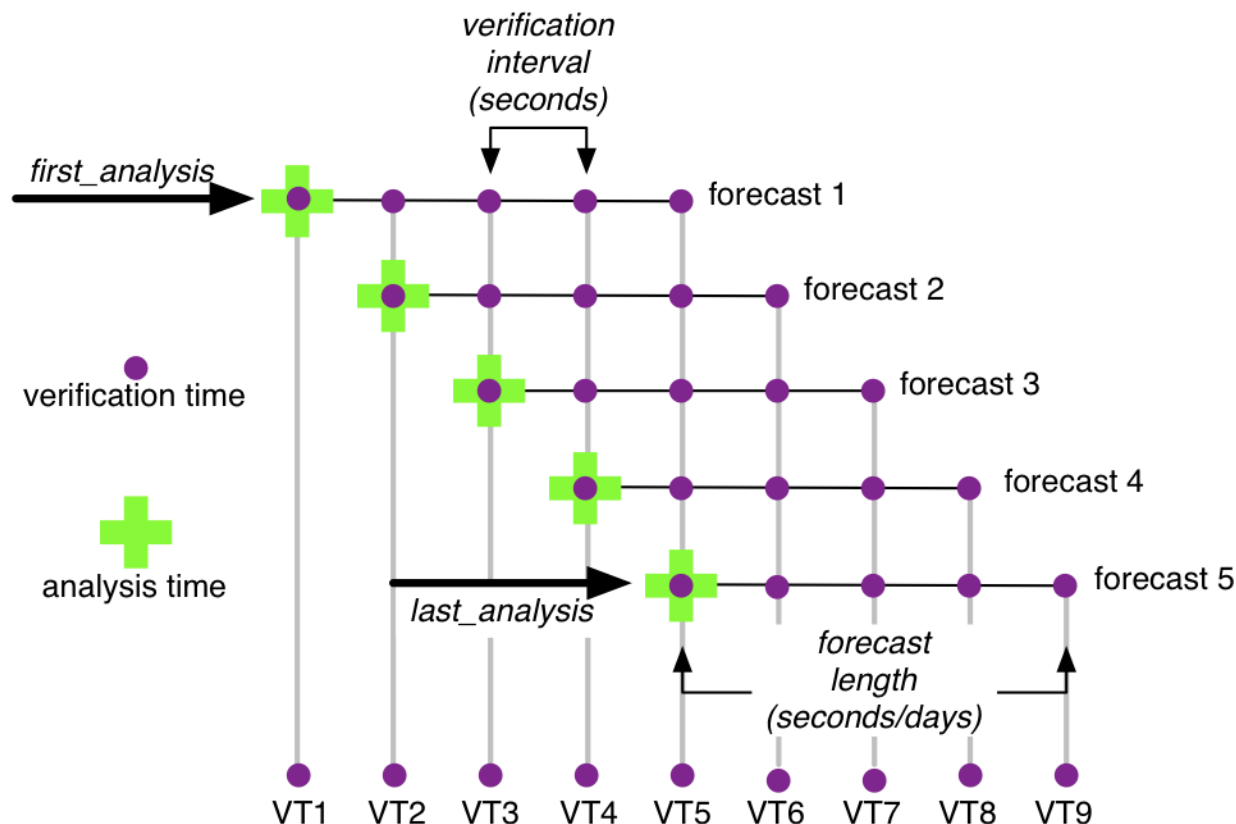 verification
interval
(seconds)
first_analysis
forecast 1
forecast 2
verification time
forecast 3
forecast 4
analysis time
last_analysis
forecast 5
forecast
length
(seconds/days)
VT1 VT2 VT3 VT4 VT5 VT6 VT7 VT8 VT9